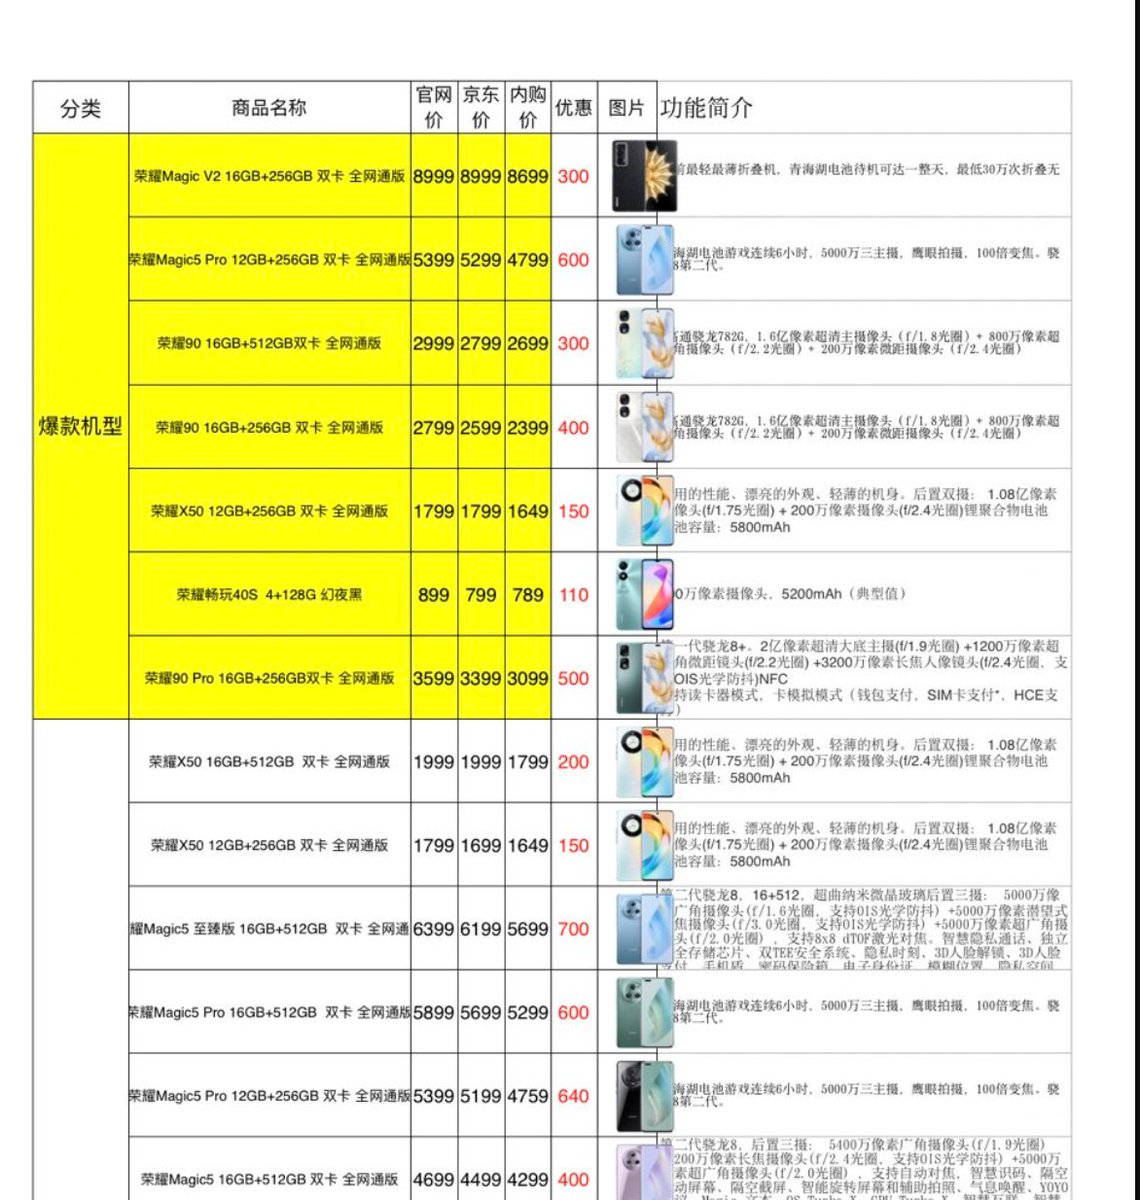 分类 商品名称 官网价 京东价 内购价 优惠 图片 功能简介
爆款机型
荣耀Magic V2 16GB+256GB 双卡 全网通版 8999 8999 8699 300
前最轻最薄折叠机，青海湖电池待机可达一整天，最低30万次折叠无
荣耀Magic5 Pro 12GB+256GB 双卡 全网通版 5399 5299 4799 600
海湖电池游戏连续6小时，5000万三主摄，鹰眼拍摄，100倍变焦。骁
8第二代。
荣耀90 16GB+512GB双卡 全网通版 2999 2799 2699 300
高通骁龙782G，1.6亿像素超清主摄像头（f/1.8光圈）+ 800万像素超
角摄像头（f/2.2光圈）+ 200万像素微距摄像头（f/2.4光圈）
荣耀90 16GB+256GB 双卡 全网通版 2799 2599 2399 400
高通骁龙782G，1.6亿像素超清主摄像头（f/1.8光圈）+ 800万像素超
角摄像头（f/2.2光圈）+ 200万像素微距摄像头（f/2.4光圈）
荣耀X50 12GB+256GB 双卡 全网通版 1799 1799 1649 150
用的性能、漂亮的外观、轻薄的机身。后置双摄： 1.08亿像素
像头(f/1.75光圈) + 200万像素摄像头(f/2.4光圈)锂聚合物电池
池容量：5800mAh
荣耀畅玩40S 4+128G 幻夜黑 899 799 789 110
0万像素摄像头，5200mAh（典型值）
荣耀90 Pro 16GB+256GB双卡 全网通版 3599 3399 3099 500
第一代骁龙8+。2亿像素超清大底主摄(f/1.9光圈) +1200万像素超
角微距镜头(f/2.2光圈) +3200万像素长焦人像镜头(f/2.4光圈，支
OIS光学防抖)NFC
持读卡器模式，卡模拟模式（钱包支付，SIM卡支付*，HCE支
）
荣耀X50 16GB+512GB 双卡 全网通版 1999 1999 1799 200
用的性能、漂亮的外观、轻薄的机身。后置双摄： 1.08亿像素
像头(f/1.75光圈) + 200万像素摄像头(f/2.4光圈)锂聚合物电池
池容量：5800mAh
荣耀X50 12GB+256GB 双卡 全网通版 1799 1699 1649 150
用的性能、漂亮的外观、轻薄的机身。后置双摄： 1.08亿像素
像头(f/1.75光圈) + 200万像素摄像头(f/2.4光圈)锂聚合物电池
池容量：5800mAh
耀Magic5 至臻版 16GB+512GB 双卡 全网通 6399 6199 5699 700
第二代骁龙8，16+512，超曲纳米微晶玻璃后置三摄： 5000万像
广角摄像头(f/1.6光圈，支持OIS光学防抖）+5000万像素潜望式
焦摄像头(f/3.0光圈，支持OIS光学防抖）+5000万像素超广角摄
头(f/2.0光圈），支持8x8 dTOF激光对焦。智慧隐私通话、独立
全存储芯片、双TEE安全系统、隐私时刻、3D人脸解锁、3D人脸
支付、手机盾、密码保险箱、电子身份证、模糊位置、隐私空间
荣耀Magic5 Pro 16GB+512GB 双卡 全网通版 5899 5699 5299 600
海湖电池游戏连续6小时，5000万三主摄，鹰眼拍摄，100倍变焦。骁
8第二代。
荣耀Magic5 Pro 12GB+256GB 双卡 全网通版 5399 5199 4759 640
海湖电池游戏连续6小时，5000万三主摄，鹰眼拍摄，100倍变焦。骁
8第二代。
荣耀Magic5 16GB+512GB 双卡 全网通版 4699 4499 4299 400
第二代骁龙8，后置三摄： 5400万像素广角摄像头(f/1.9光圈)
200万像素长焦摄像头(f/2.4光圈，支持OIS光学防抖）+5000万
素超广角摄像头(f/2.0光圈），支持自动对焦，智慧识码、隔空
动屏幕、隔空截屏、智能旋转屏幕和辅助拍照、气息唤醒、YOYO